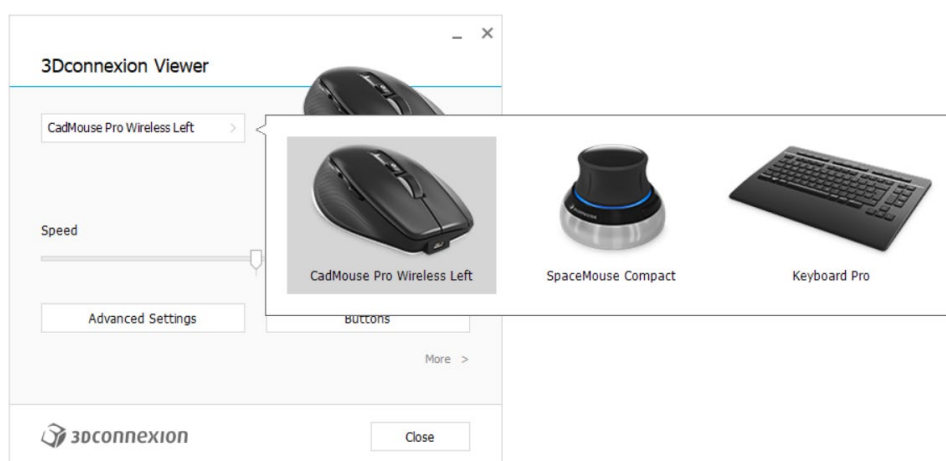 3Dconnexion Viewer
CadMouse Pro Wireless Left >
Speed
CadMouse Pro Wireless Left
SpaceMouse Compact
Keyboard Pro
Advanced Settings
Buttons
More >
3Dconnexion
Close